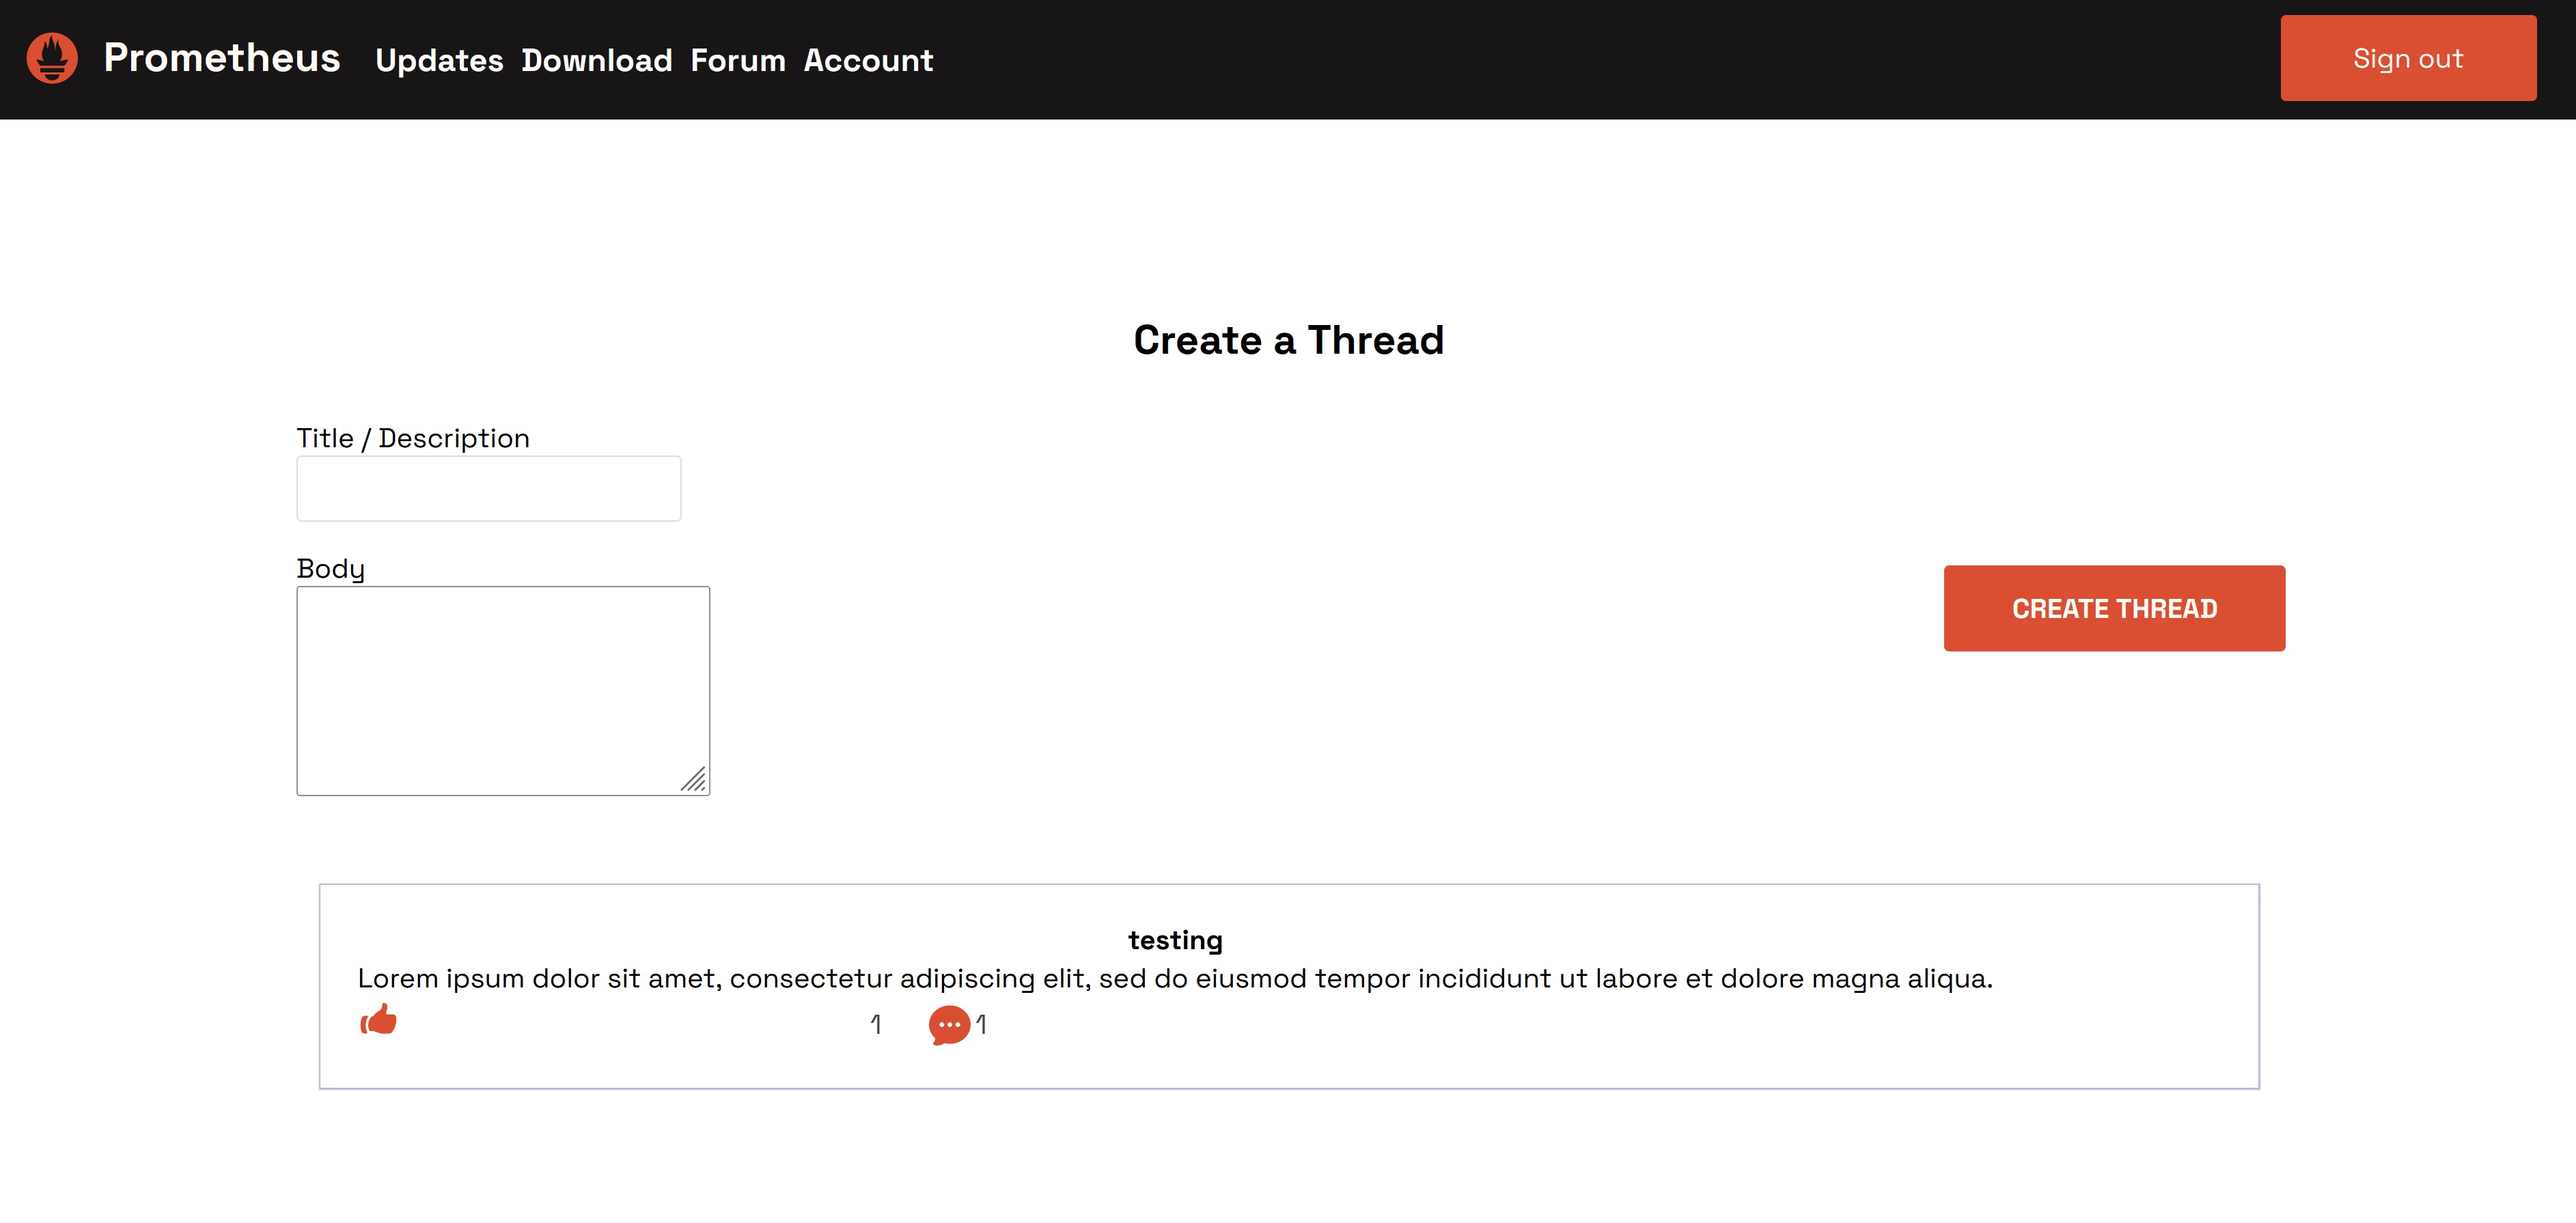 Prometheus Updates Download Forum Account Sign out
Create a Thread
Title / Description
Body
CREATE THREAD
testing
Lorem ipsum dolor sit amet, consectetur adipiscing elit, sed do eiusmod tempor incididunt ut labore et dolore magna aliqua.
1 1